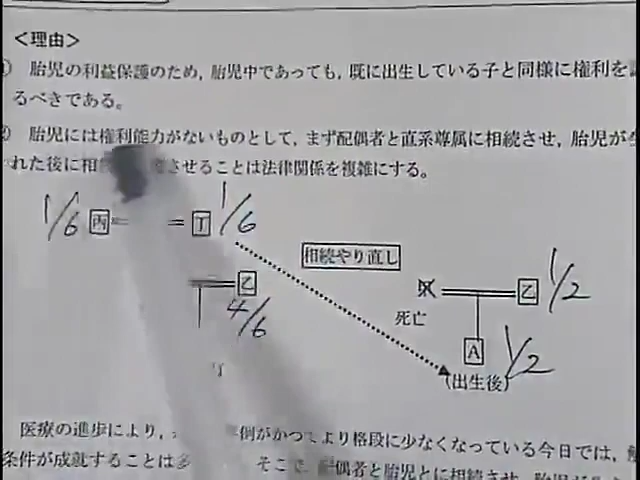 <理由>
胎児の利益保護のため，胎児中であっても，既に出生している子と同様に権利を
るべきである。
胎児には権利能力がないものとして，まず配偶者と直系尊属に相続させ，胎児が
れた後に相 させることは法律関係を複雑にする。
1/6 丙 = 丁 1/6
相続やり直し
乙 4/6
死亡 乙 1/2
A 1/2
(出生後)
医療の進歩により， 例がかつてより格段に少なくなっている今日では，
条件が成就することは そこで，配偶者と胎児とに相続させ，胎児が